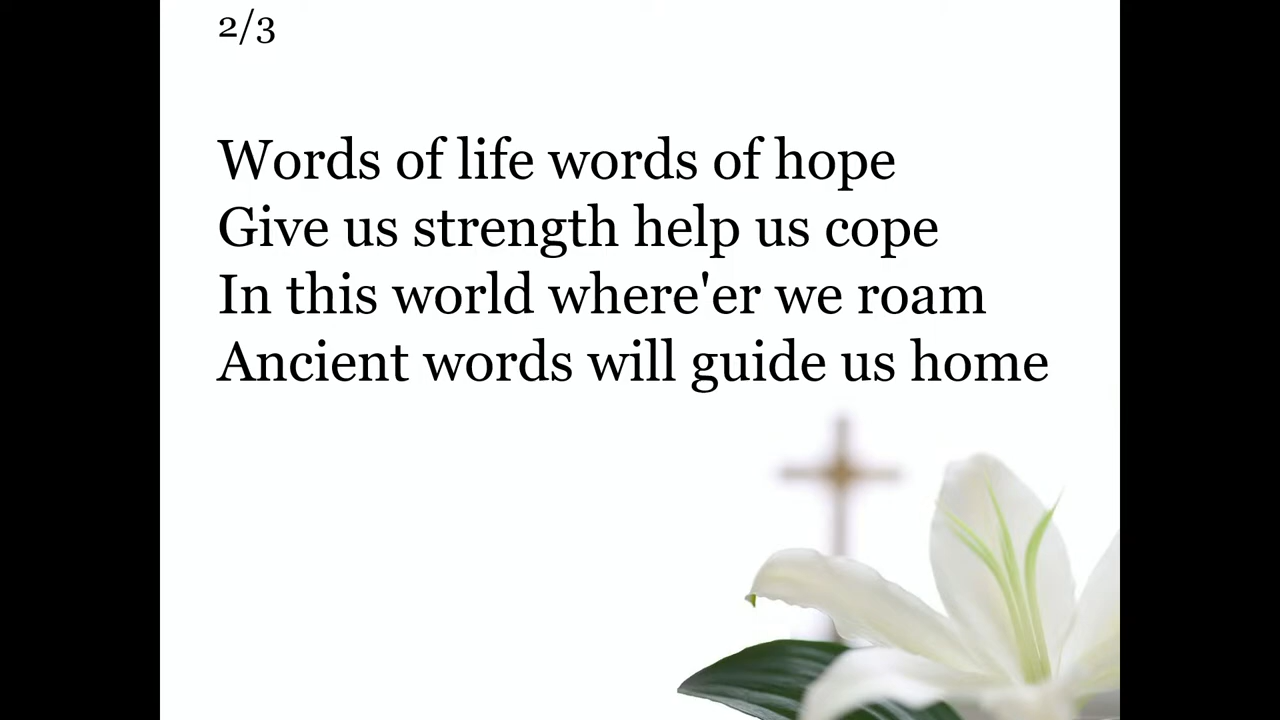 2/3
Words of life words of hope
Give us strength help us cope
In this world where'er we roam
Ancient words will guide us home